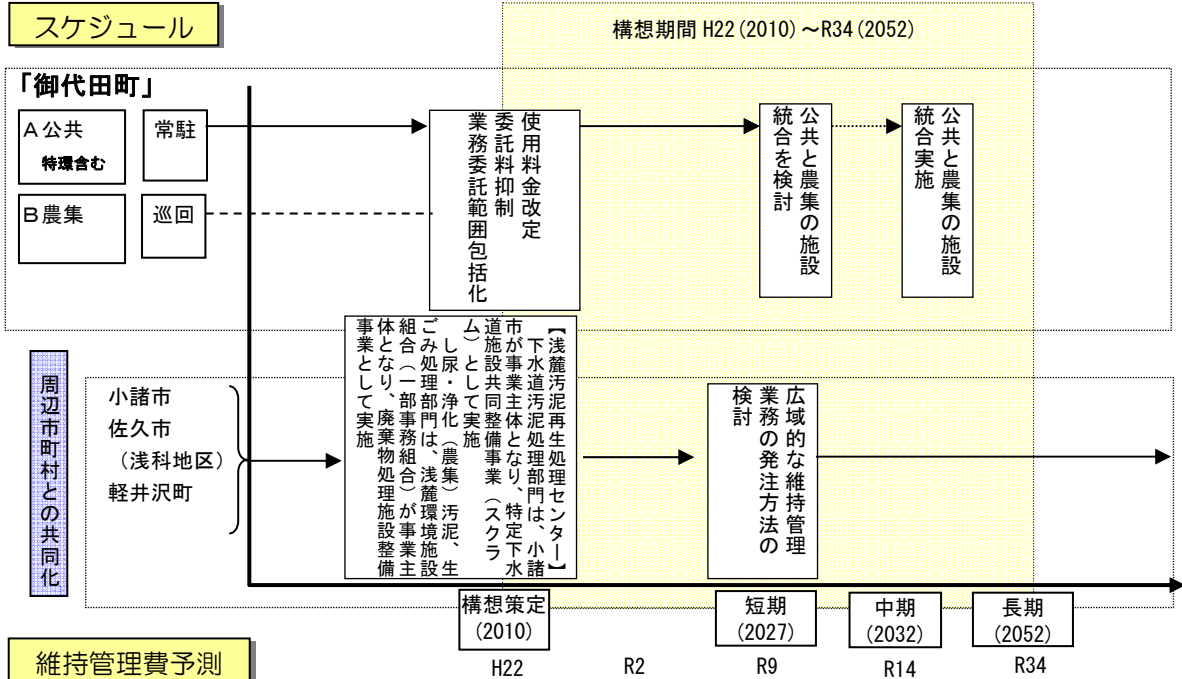 スケジュール
構想期間 H22(2010)～R34(2052)
「御代田町」
A公共
特環含む
常駐
B農集
巡回
使用料金改定
委託料抑制
業務委託範囲包括化
公共と農集の施設
統合を検討
公共と農集の施設
統合実施
周辺市町村との共同化
小諸市
佐久市
（浅科地区）
軽井沢町
【浅麓汚泥再生処理センター】
下水道汚泥処理部門は、小諸
市が事業主体となり、特定下水
道施設共同整備事業（スクラ
ム）として実施
し尿・浄化（農集）汚泥、生
ごみ処理部門は、浅麓環境施設
組合（一部事務組合）が事業主
体となり、廃棄物処理施設整備
事業として実施
広域的な維持管理
業務の発注方法の
検討
構想策定
(2010)
短期
(2027)
中期
(2032)
長期
(2052)
維持管理費予測
H22
R2
R9
R14
R34